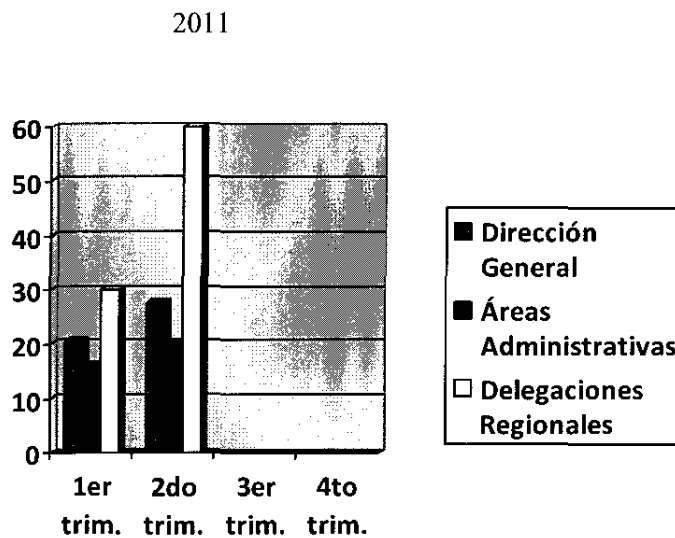 2011
60
50
40
30
20
10
0
1er trim.
2do trim.
3er trim.
4to trim.
Dirección
General
Áreas
Administrativas
Delegaciones
Regionales